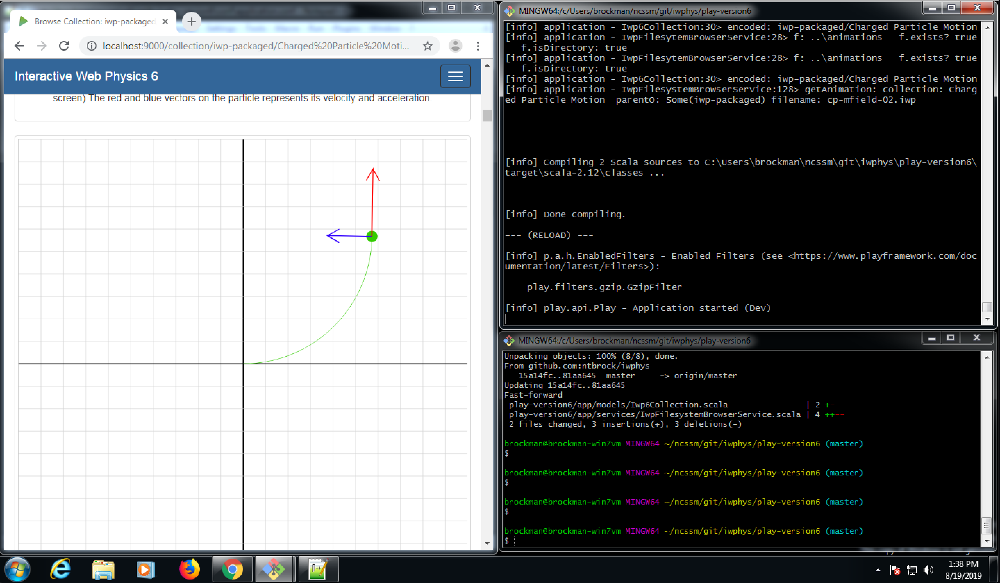 Browse Collection: iwp-packaged
localhost:9000/collection/iwp-packaged/Charged%20Particle%20Moti...
Interactive Web Physics 6
screen) The red and blue vectors on the particle represents its velocity and acceleration.
MINGW64:/c/Users/brockman/ncssm/git/iwphys/play-version6
[info] application - Iwp6Collection:30> encoded: iwp-packaged/Charged Particle Motion
[info] application - IwpFilesytemBrowserService:28> f: ..\animations   f.exists? true
   f.isDirectory: true
[info] application - IwpFilesytemBrowserService:28> f: ..\animations   f.exists? true
   f.isDirectory: true
[info] application - Iwp6Collection:30> encoded: iwp-packaged/Charged Particle Motion
[info] application - IwpFilesystemBrowserService:128> getAnimation: collection: Charg
ed Particle Motion  parentO: Some(iwp-packaged) filename: cp-mfield-02.iwp
[info] Compiling 2 Scala sources to C:\Users\brockman\ncssm\git\iwphys\play-version6\
target\scala-2.12\classes ...
[info] Done compiling.
--- (RELOAD) ---
[info] p.a.h.EnabledFilters - Enabled Filters (see <https://www.playframework.com/doc
umentation/latest/Filters>):
    play.filters.gzip.GzipFilter
[info] play.api.Play - Application started (Dev)
MINGW64:/c/Users/brockman/ncssm/git/iwphys/play-version6
Unpacking objects: 100% (8/8), done.
From github.com:ntbrock/iwphys
   15a14fc..81aa645  master     -> origin/master
Updating 15a14fc..81aa645
Fast-forward
 play-version6/app/models/Iwp6Collection.scala                | 2 +-
 play-version6/app/services/IwpFilesystemBrowserService.scala | 4 ++--
 2 files changed, 3 insertions(+), 3 deletions(-)
brockman@brockman-win7vm MINGW64 ~/ncssm/git/iwphys/play-version6 (master)
$
brockman@brockman-win7vm MINGW64 ~/ncssm/git/iwphys/play-version6 (master)
$
brockman@brockman-win7vm MINGW64 ~/ncssm/git/iwphys/play-version6 (master)
$
brockman@brockman-win7vm MINGW64 ~/ncssm/git/iwphys/play-version6 (master)
$
1:38 PM
8/19/2019